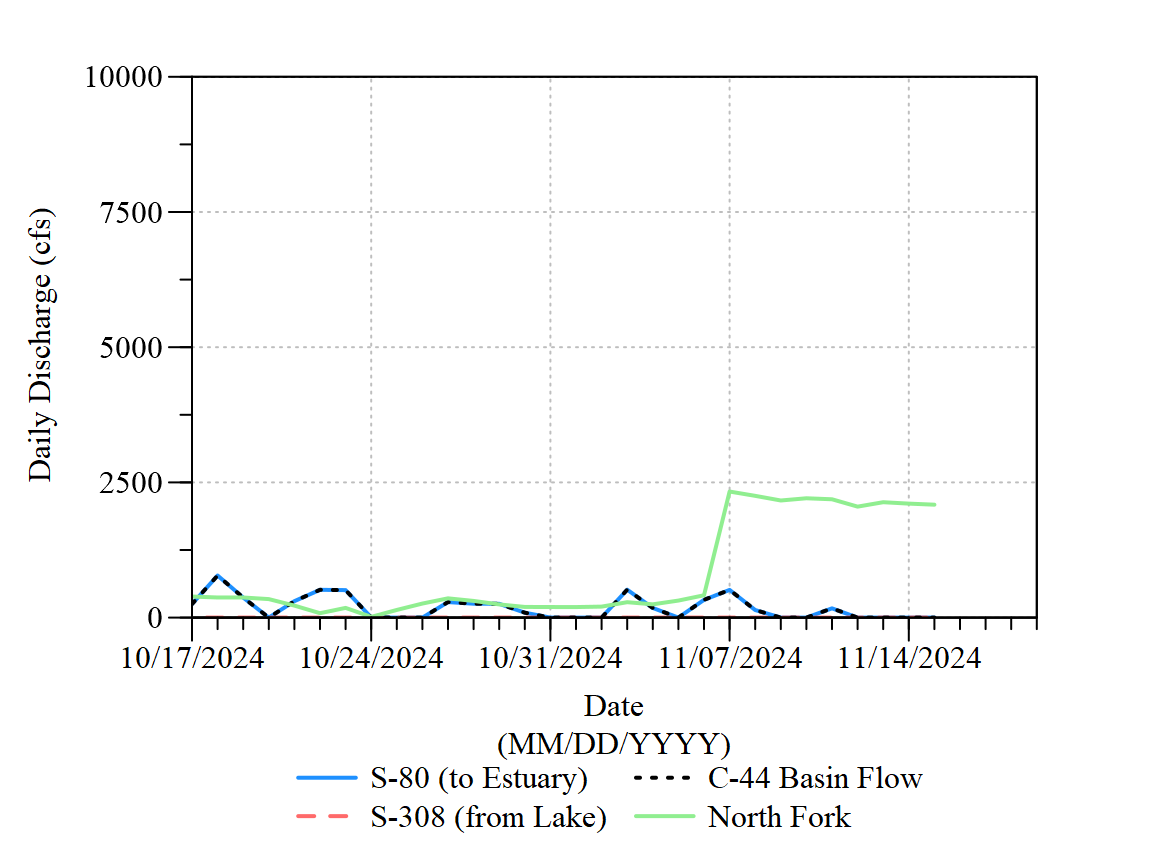 10000
7500
5000
2500
0
Daily Discharge (cfs)
10/17/2024 10/24/2024 10/31/2024 11/07/2024 11/14/2024
Date
(MM/DD/YYYY)
S-80 (to Estuary) C-44 Basin Flow
S-308 (from Lake) North Fork